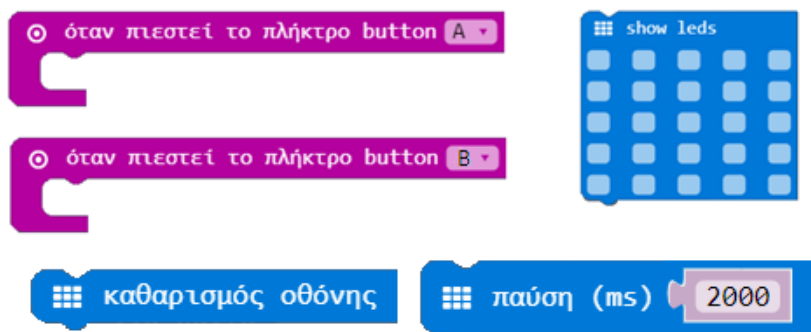 όταν πιεστεί το πλήκτρο button A
show leds
όταν πιεστεί το πλήκτρο button B
καθαρισμός οθόνης
παύση (ms) 2000